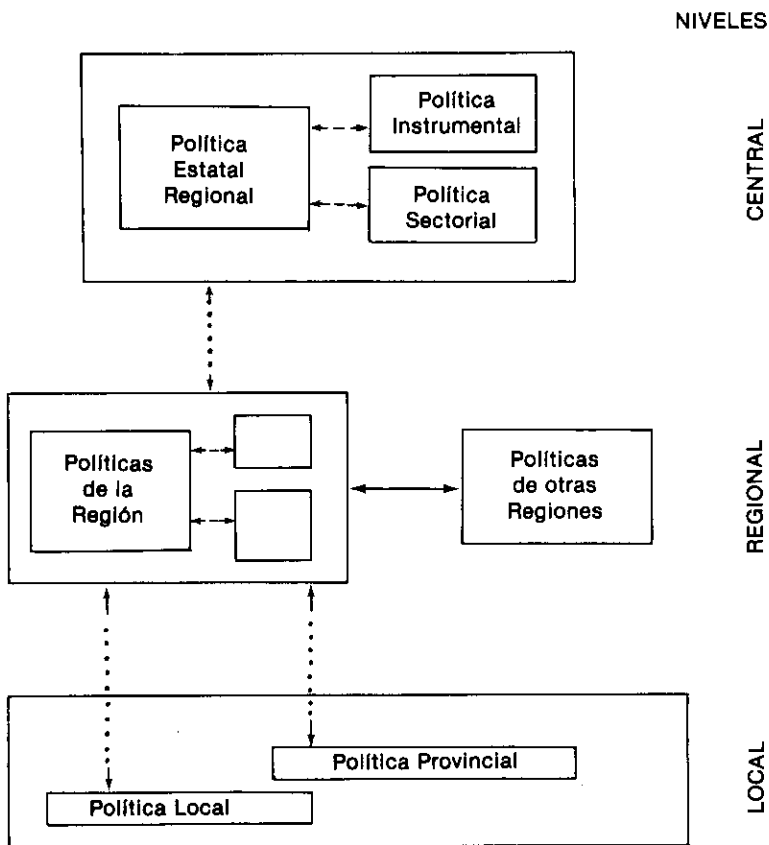 NIVELES
Política
Estatal
Regional
Política
Instrumental
Política
Sectorial
CENTRAL
Políticas
de la
Región
Políticas
de otras
Regiones
REGIONAL
Política Provincial
Política Local
LOCAL